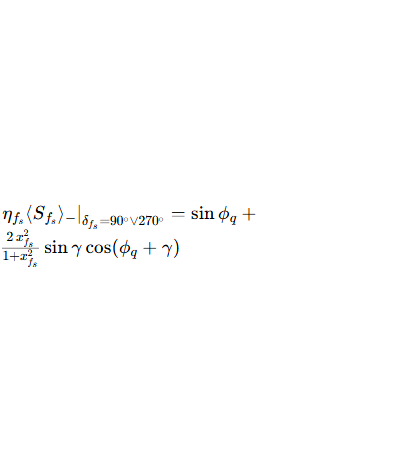 η_{f_s}⟨S_{f_s}⟩_−|_{δ_{f_s}=90°∨270°} = sin ϕ_q +
\frac{2 x_{f_s}^2}{1+x_{f_s}^2} sin γ cos(ϕ_q + γ)